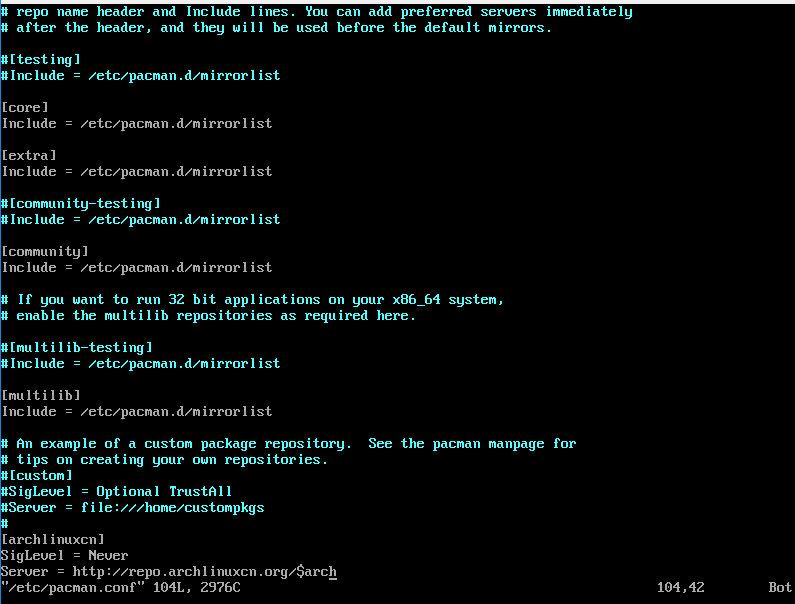 # repo name header and Include lines. You can add preferred servers immediately
# after the header, and they will be used before the default mirrors.
#[testing]
#Include = /etc/pacman.d/mirrorlist
[core]
Include = /etc/pacman.d/mirrorlist
[extra]
Include = /etc/pacman.d/mirrorlist
#[community-testing]
#Include = /etc/pacman.d/mirrorlist
[community]
Include = /etc/pacman.d/mirrorlist
# If you want to run 32 bit applications on your x86_64 system,
# enable the multilib repositories as required here.
#[multilib-testing]
#Include = /etc/pacman.d/mirrorlist
[multilib]
Include = /etc/pacman.d/mirrorlist
# An example of a custom package repository.  See the pacman manpage for
# tips on creating your own repositories.
#[custom]
#SigLevel = Optional TrustAll
#Server = file:///home/custompkgs
#
[archlinuxcn]
SigLevel = Never
Server = http://repo.archlinuxcn.org/$arch
"/etc/pacman.conf" 104L, 2976C 104,42 Bot